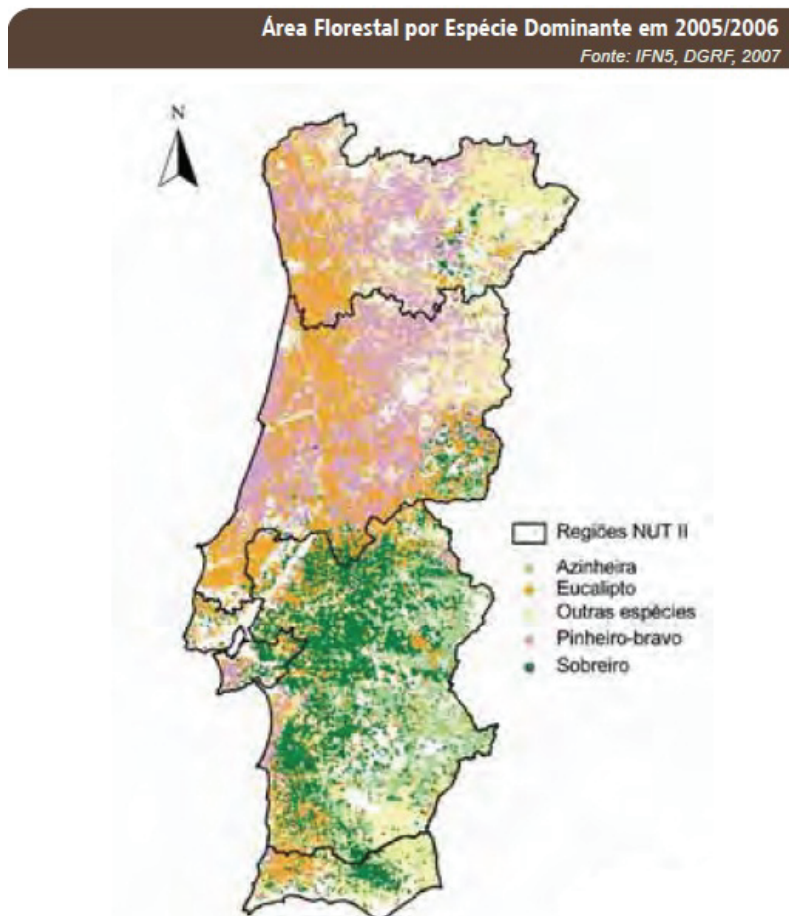 Área Florestal por Espécie Dominante em 2005/2006
Fonte: IFN5, DGRF, 2007
N
Regiões NUT II
Azinheira
Eucalipto
Outras espécies
Pinheiro-bravo
Sobreiro